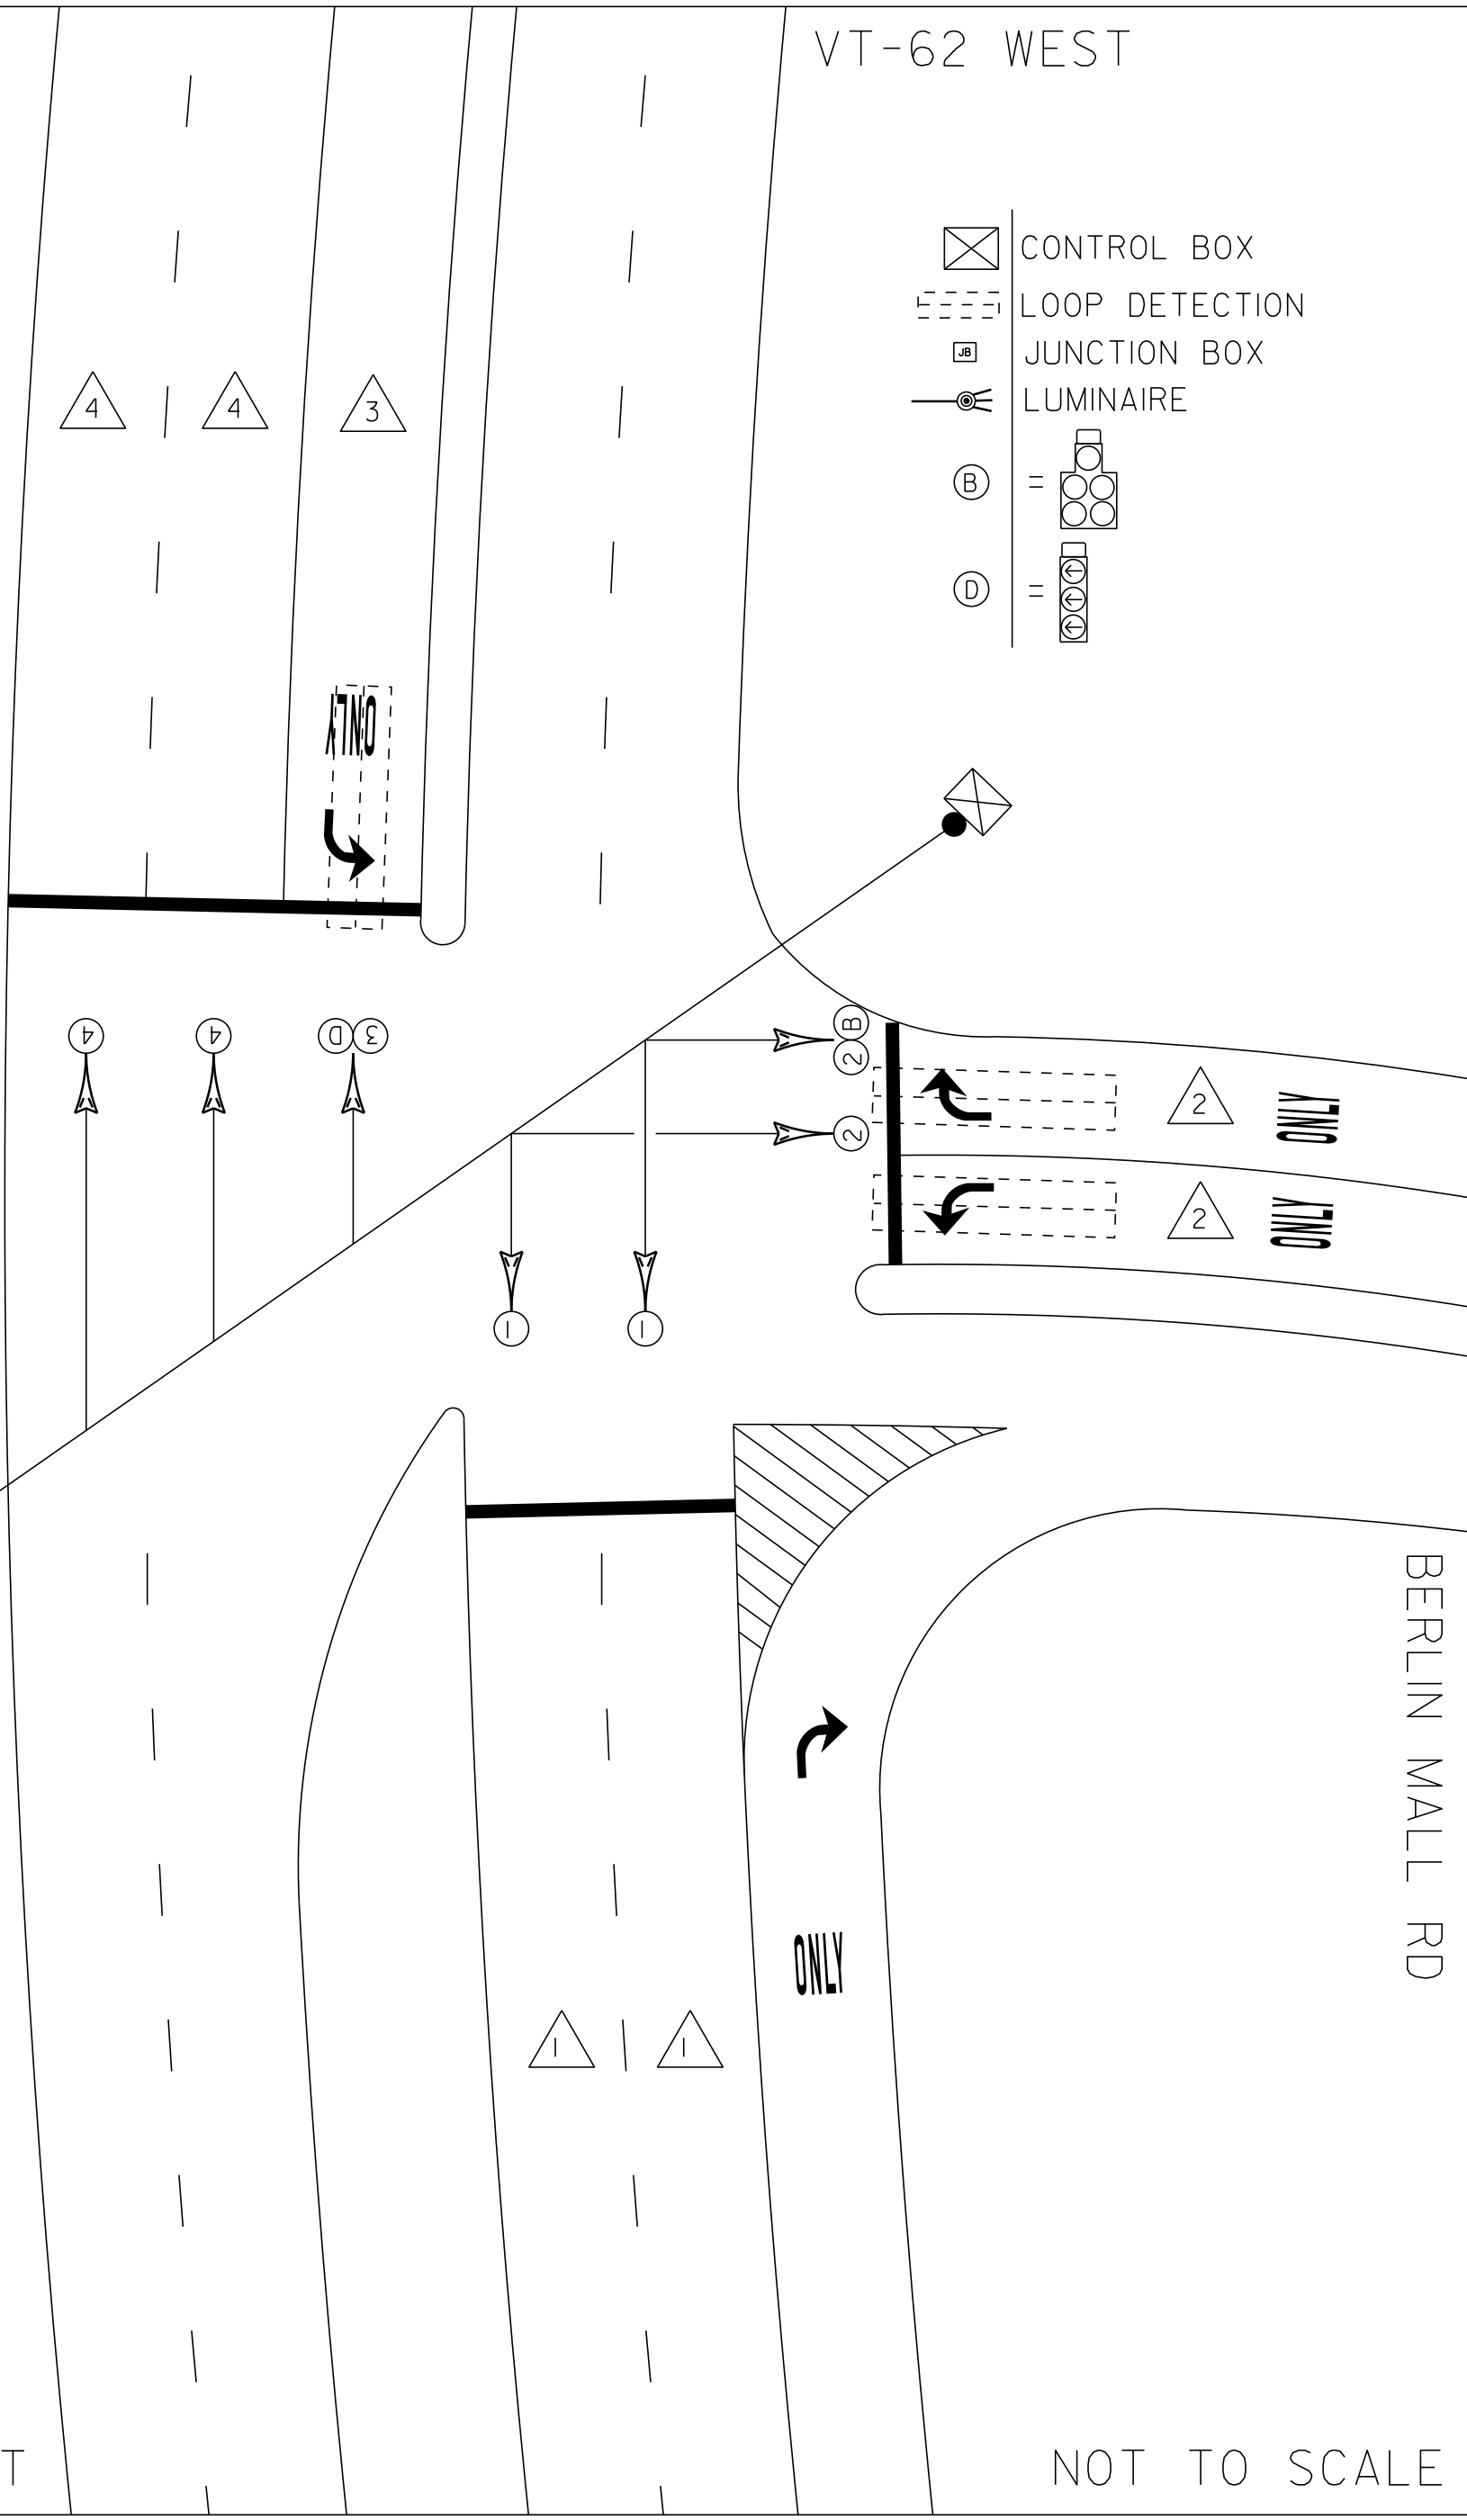 VT-62 WEST
CONTROL BOX
LOOP DETECTION
JB JUNCTION BOX
LUMINAIRE
B =
D =
4 4 3
ONLY
4 4 D 3
B
2
2
2
ONLY
2
ONLY
1 1
BERLIN MALL RD
ONLY
1 1
T
NOT TO SCALE